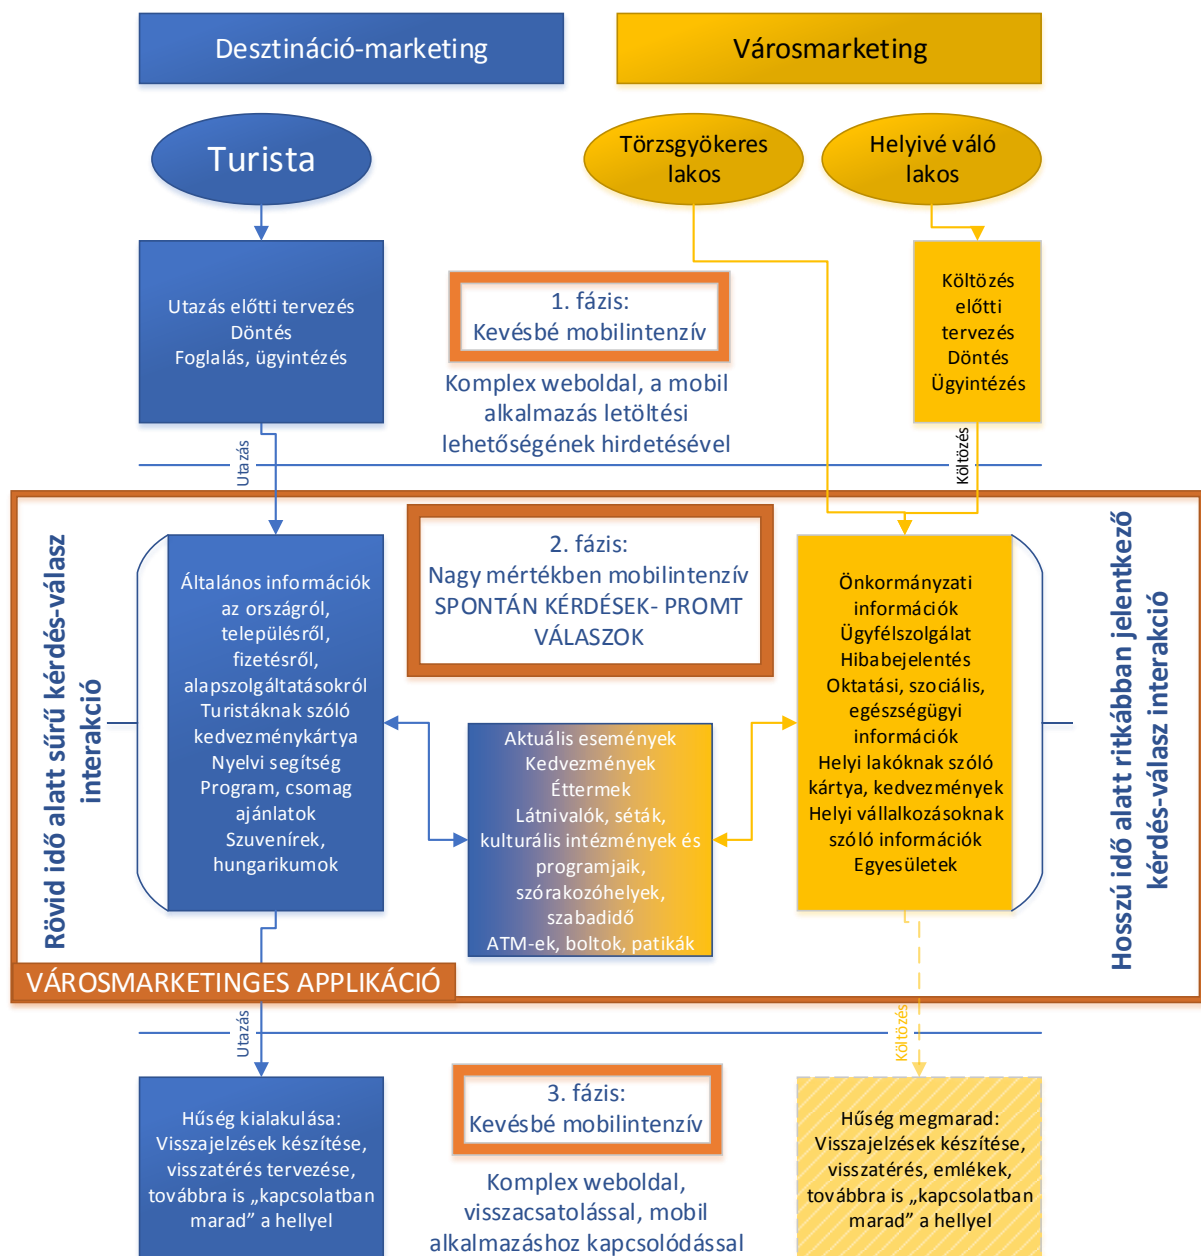 Desztináció-marketing
Városmarketing
Turista
Törzsgyökeres
lakos
Helyivé váló
lakos
Utazás előtti tervezés
Döntés
Foglalás, ügyintézés
1. fázis:
Kevésbé mobilintenzív
Komplex weboldal, a mobil
alkalmazás letöltési
lehetőségének hirdetésével
Költözés
előtti
tervezés
Döntés
Ügyintézés
Utazás
Költözés
Rövid idő alatt sűrű kérdés-válasz
interakció
Általános információk
az országról,
településről,
fizetésről,
alapszolgáltatásokról
Turistáknak szóló
kedvezménykártya
Nyelvi segítség
Program, csomag
ajánlatok
Szuvenírek,
hungarikumok
2. fázis:
Nagy mértékben mobilintenzív
SPONTÁN KÉRDÉSEK- PROMT
VÁLASZOK
Aktuális események
Kedvezmények
Éttermek
Látnivalók, séták,
kulturális intézmények és
programjaik,
szórakozóhelyek,
szabadidő
ATM-ek, boltok, patikák
Önkormányzati
információk
Ügyfélszolgálat
Hibabejelentés
Oktatási, szociális,
egészségügyi
információk
Helyi lakóknak szóló
kártya, kedvezmények
Helyi vállalkozásoknak
szóló információk
Egyesületek
Hosszú idő alatt ritkábban jelentkező
kérdés-válasz interakció
VÁROSMARKETINGES APPLIKÁCIÓ
Utazás
Költözés
Hűség kialakulása:
Visszajelzések készítése,
visszatérés tervezése,
továbbra is „kapcsolatban
marad” a hellyel
3. fázis:
Kevésbé mobilintenzív
Komplex weboldal,
visszacsatolással, mobil
alkalmazáshoz kapcsolódással
Hűség megmarad:
Visszajelzések készítése,
visszatérés, emlékek,
továbbra is „kapcsolatban
marad” a hellyel